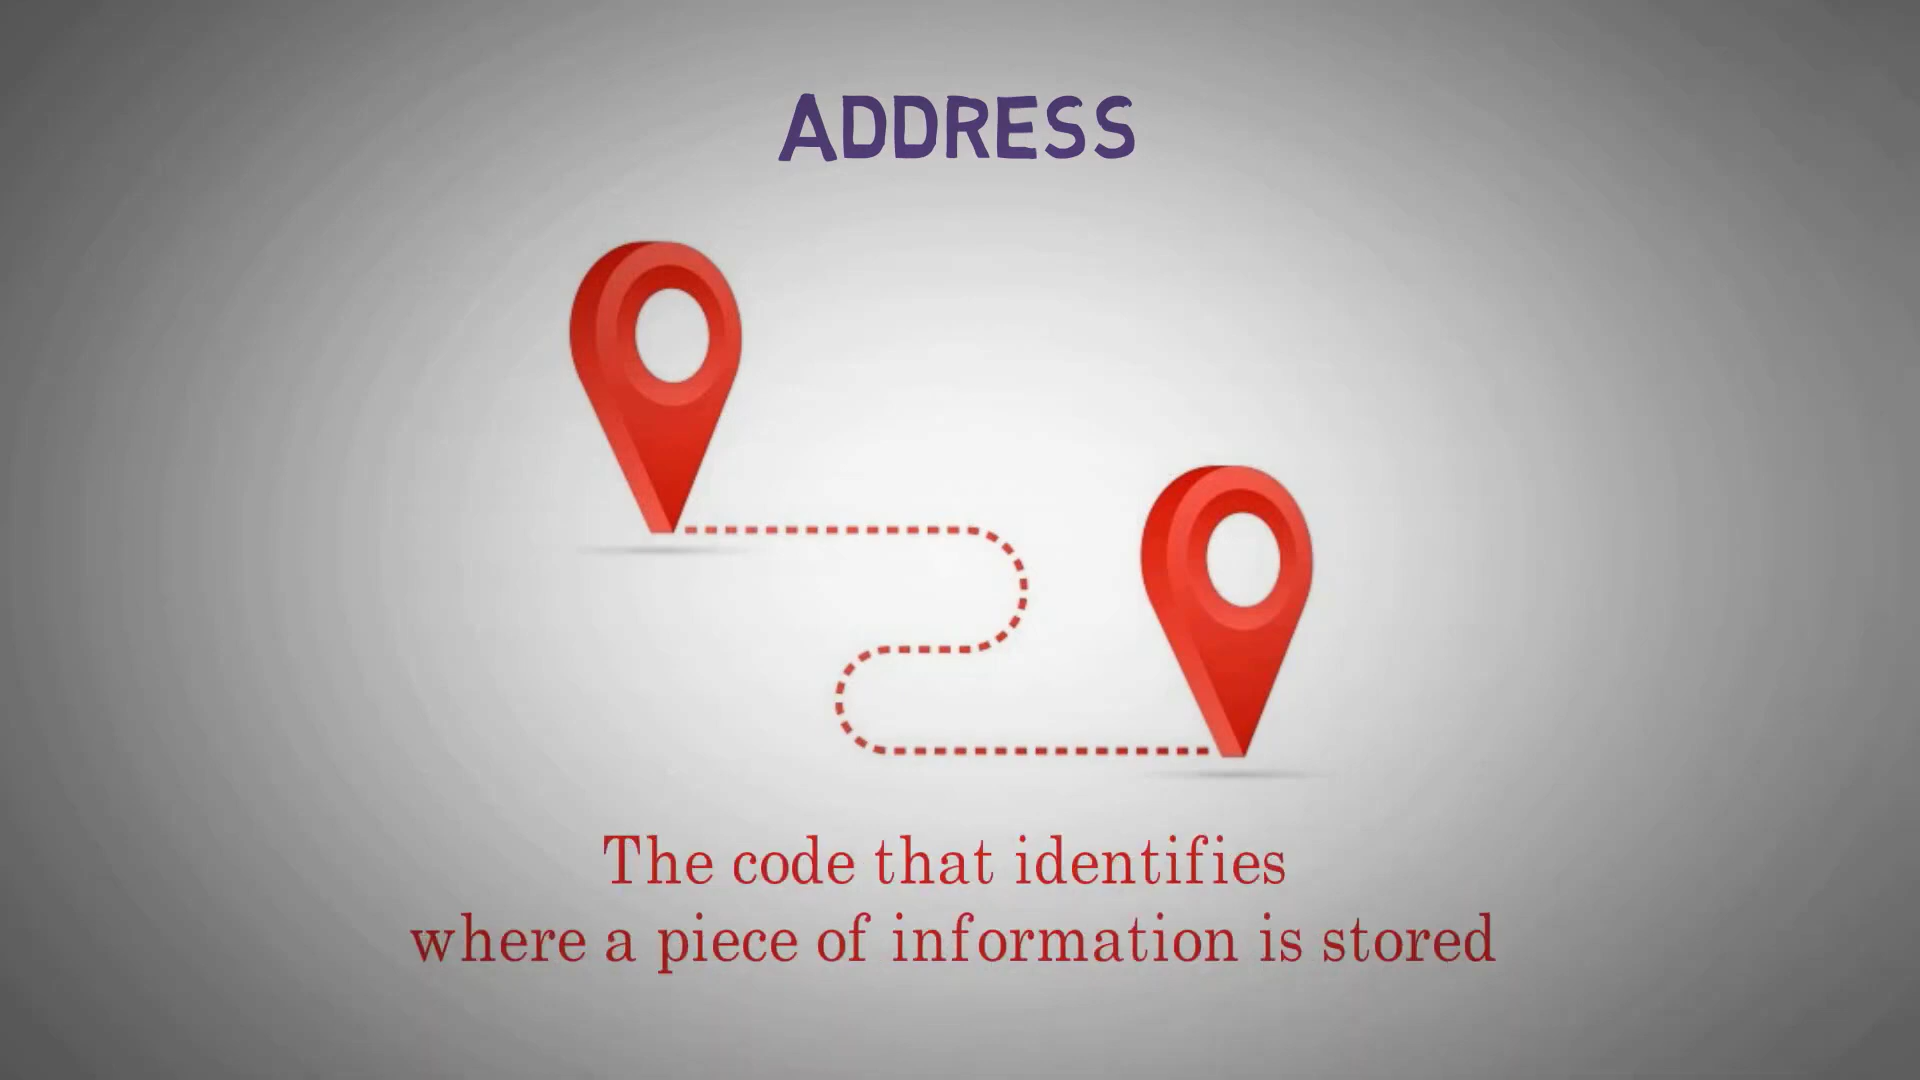 ADDRESS
The code that identifies
where a piece of information is stored